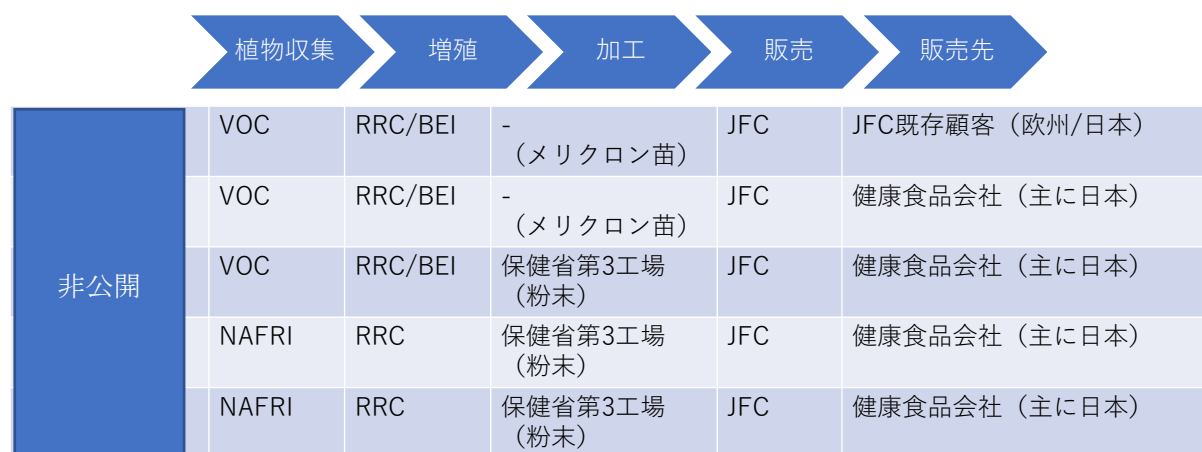 植物収集 増殖 加工 販売 販売先
非公開
VOC RRC/BEI - JFC JFC既存顧客（欧州/日本）
（メリクロン苗）
VOC RRC/BEI - JFC 健康食品会社（主に日本）
（メリクロン苗）
VOC RRC/BEI 保健省第3工場 JFC 健康食品会社（主に日本）
（粉末）
NAFRI RRC 保健省第3工場 JFC 健康食品会社（主に日本）
（粉末）
NAFRI RRC 保健省第3工場 JFC 健康食品会社（主に日本）
（粉末）